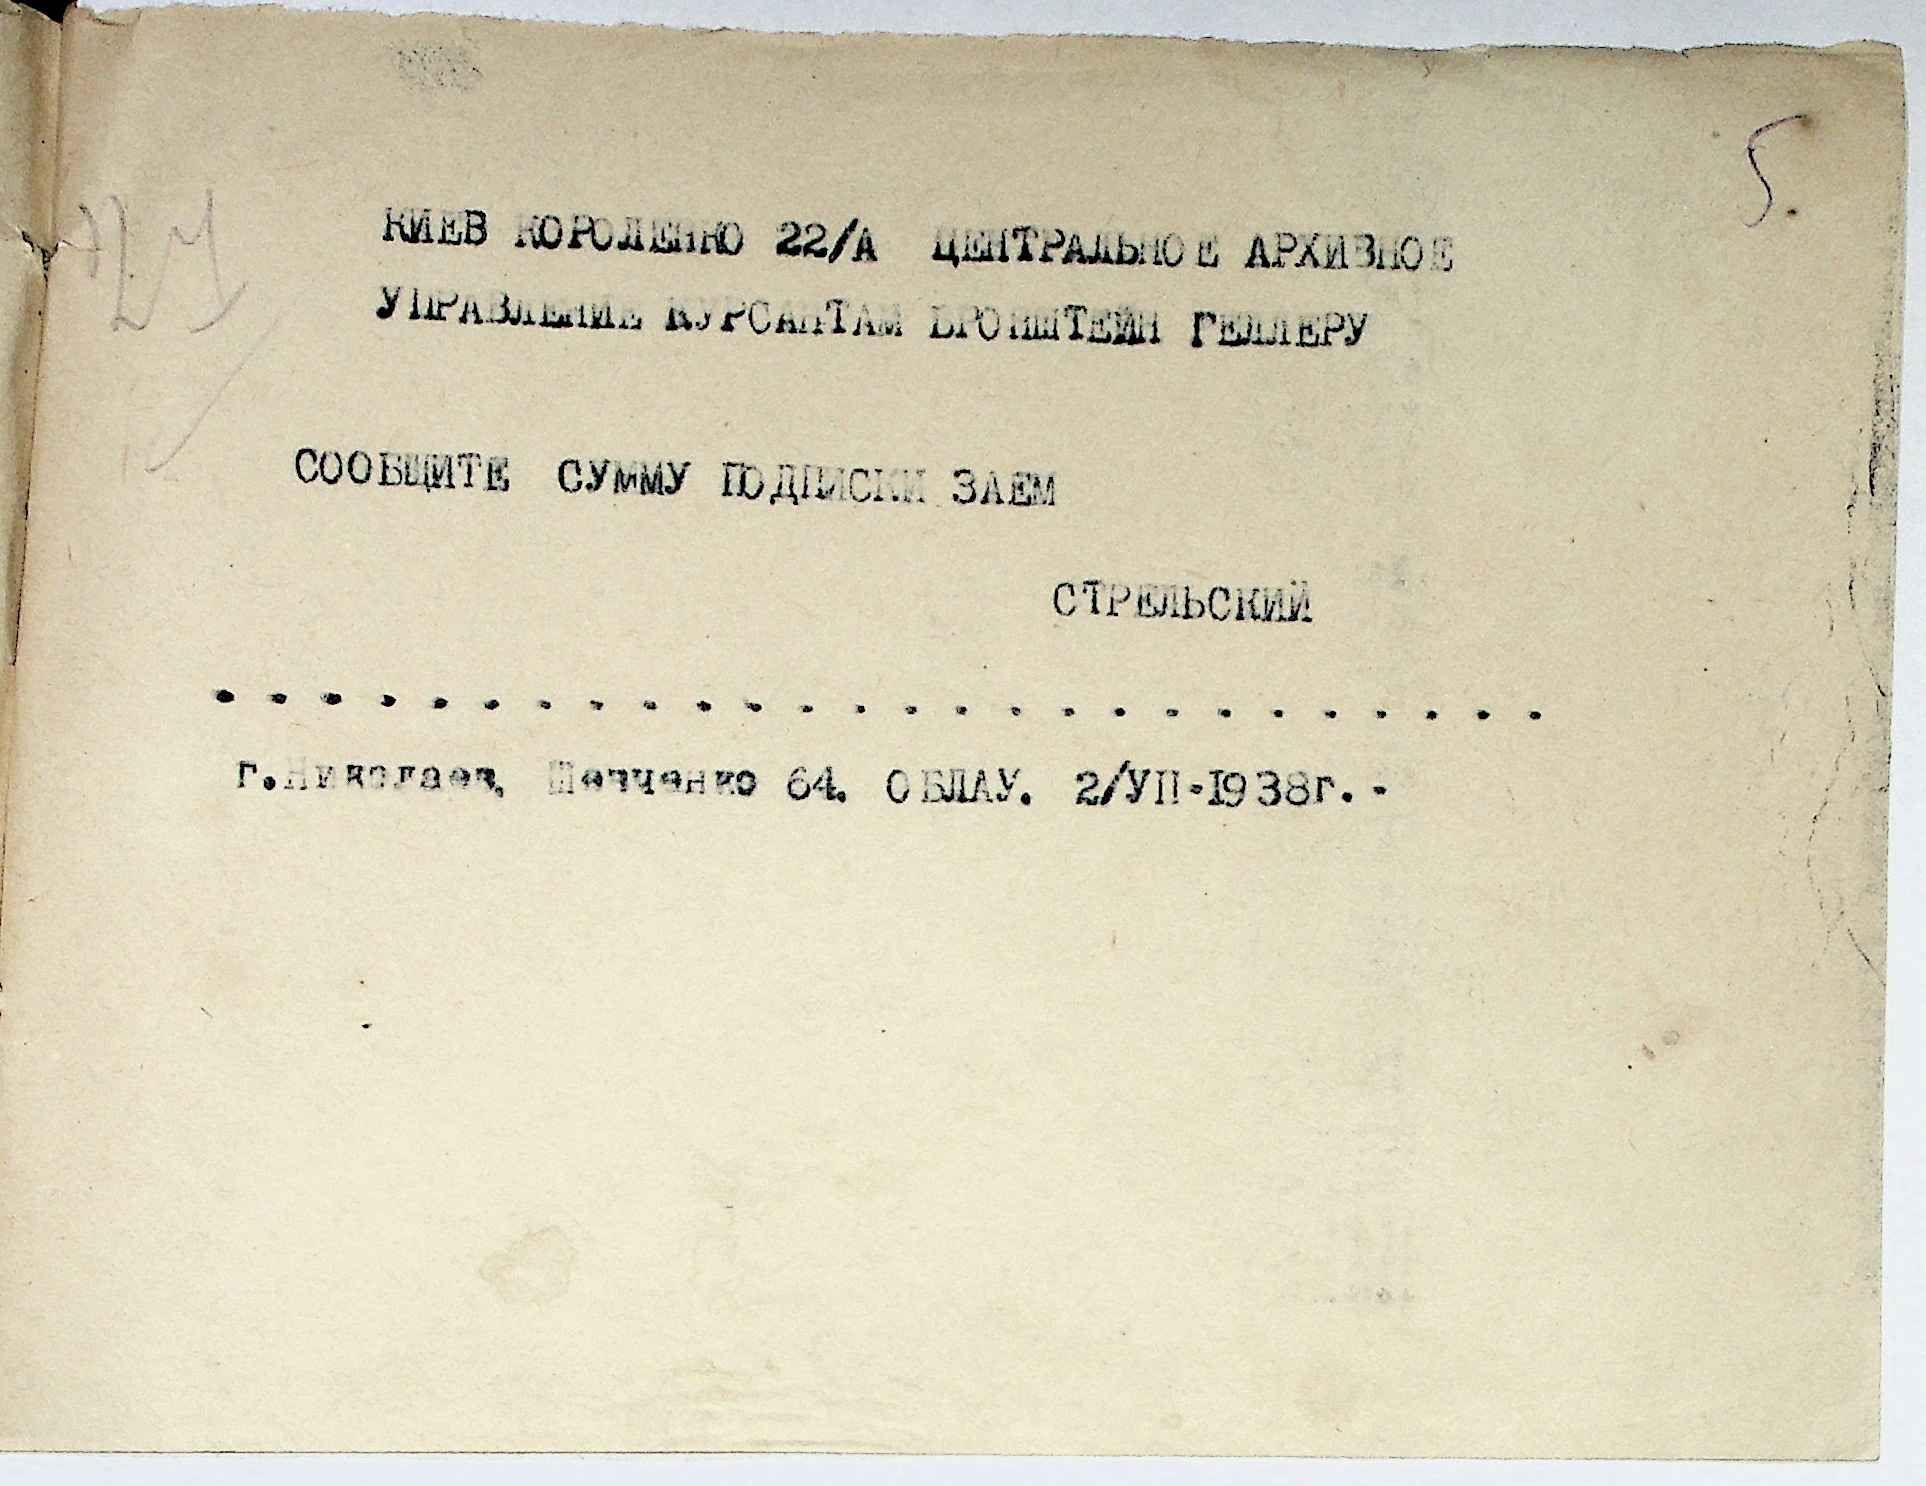 5.
КИЕВ КОРОЛЕНКО 22/А ЦЕНТРАЛЬНОЕ АРХИВНОЕ
УПРАВЛЕНИЕ КУРСАНТАМ БРОНШТЕЙН ГЕЛЛЕРУ
СООБЩИТЕ СУММУ ПОДПИСКИ ЗАЕМ
СТРЕЛЬСКИЙ
. . . . . . . . . . . . . . . . . . . . . . . . . .
г.Николаев, Шевченко 64. ОБЛАУ. 2/УП-1938г.-